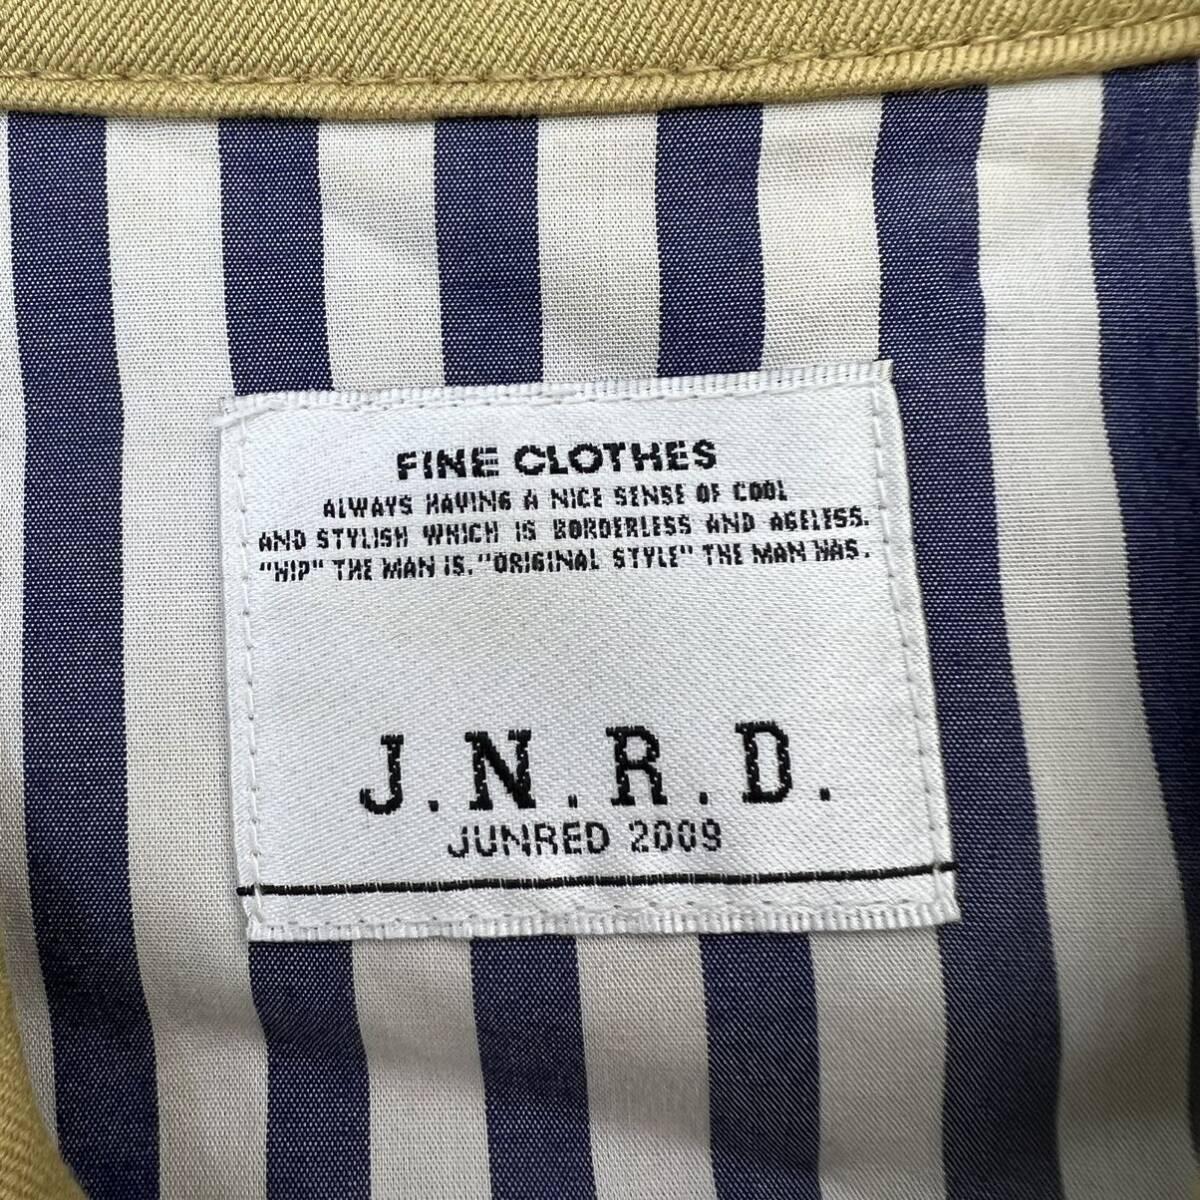 FINE CLOTHES
ALWAYS HAVING A NICE SENSE OF COOL
AND STYLISH WHICH IS BORDERLESS AND AGELESS.
"HIP" THE MAN IS. "ORIGINAL STYLE" THE MAN HAS.
J.N.R.D.
JUNRED 2009